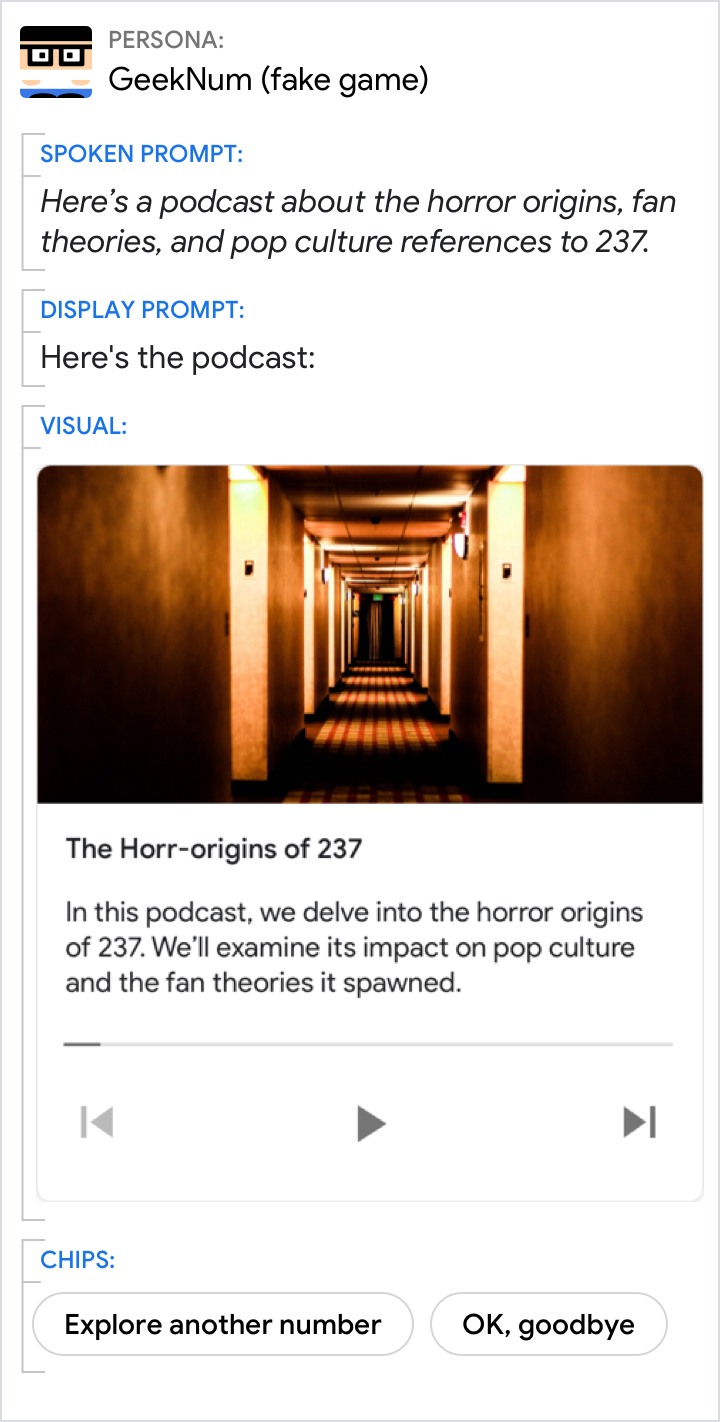 PERSONA:
GeekNum (fake game)
SPOKEN PROMPT:
Here’s a podcast about the horror origins, fan
theories, and pop culture references to 237.
DISPLAY PROMPT:
Here's the podcast:
VISUAL:
The Horr-origins of 237
In this podcast, we delve into the horror origins
of 237. We’ll examine its impact on pop culture
and the fan theories it spawned.
CHIPS:
Explore another number
OK, goodbye